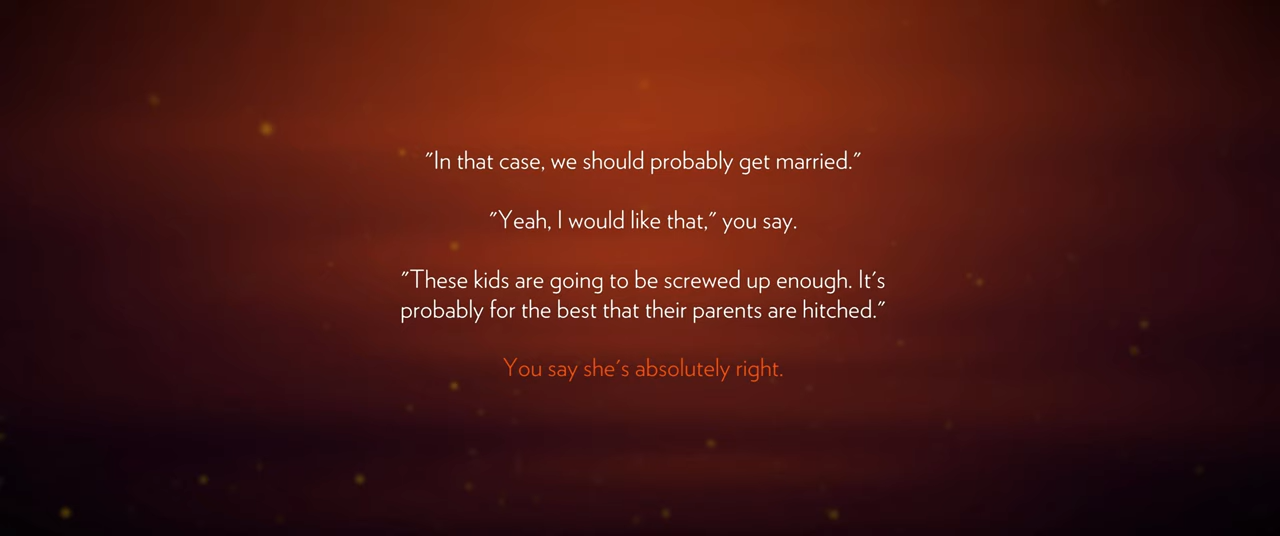 "In that case, we should probably get married."
"Yeah, I would like that," you say.
"These kids are going to be screwed up enough. It's
probably for the best that their parents are hitched."
You say she's absolutely right.